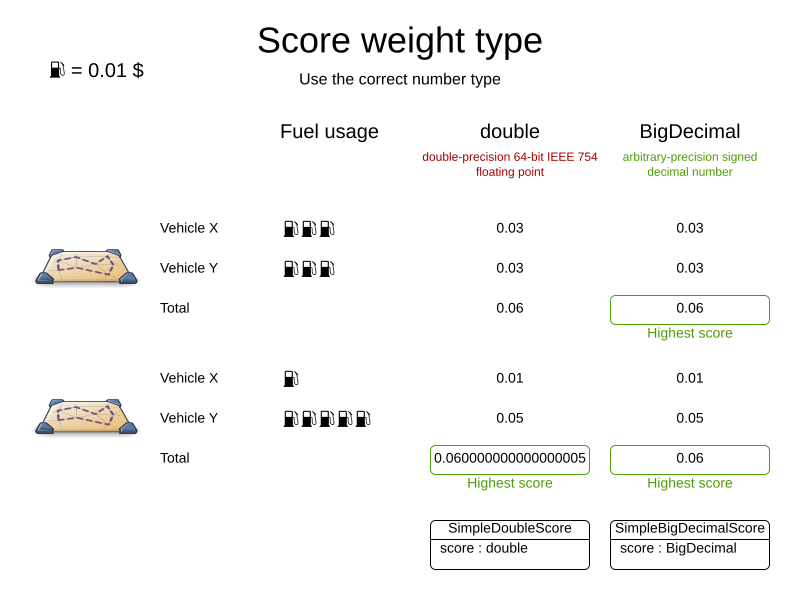 Score weight type
= 0.01 $
Use the correct number type
Fuel usage double BigDecimal
double-precision 64-bit IEEE 754 floating point
arbitrary-precision signed decimal number
Vehicle X 0.03 0.03
Vehicle Y 0.03 0.03
Total 0.06 0.06
Highest score
Vehicle X 0.01 0.01
Vehicle Y 0.05 0.05
Total 0.060000000000000005 0.06
Highest score Highest score
SimpleDoubleScore SimpleBigDecimalScore
score : double score : BigDecimal